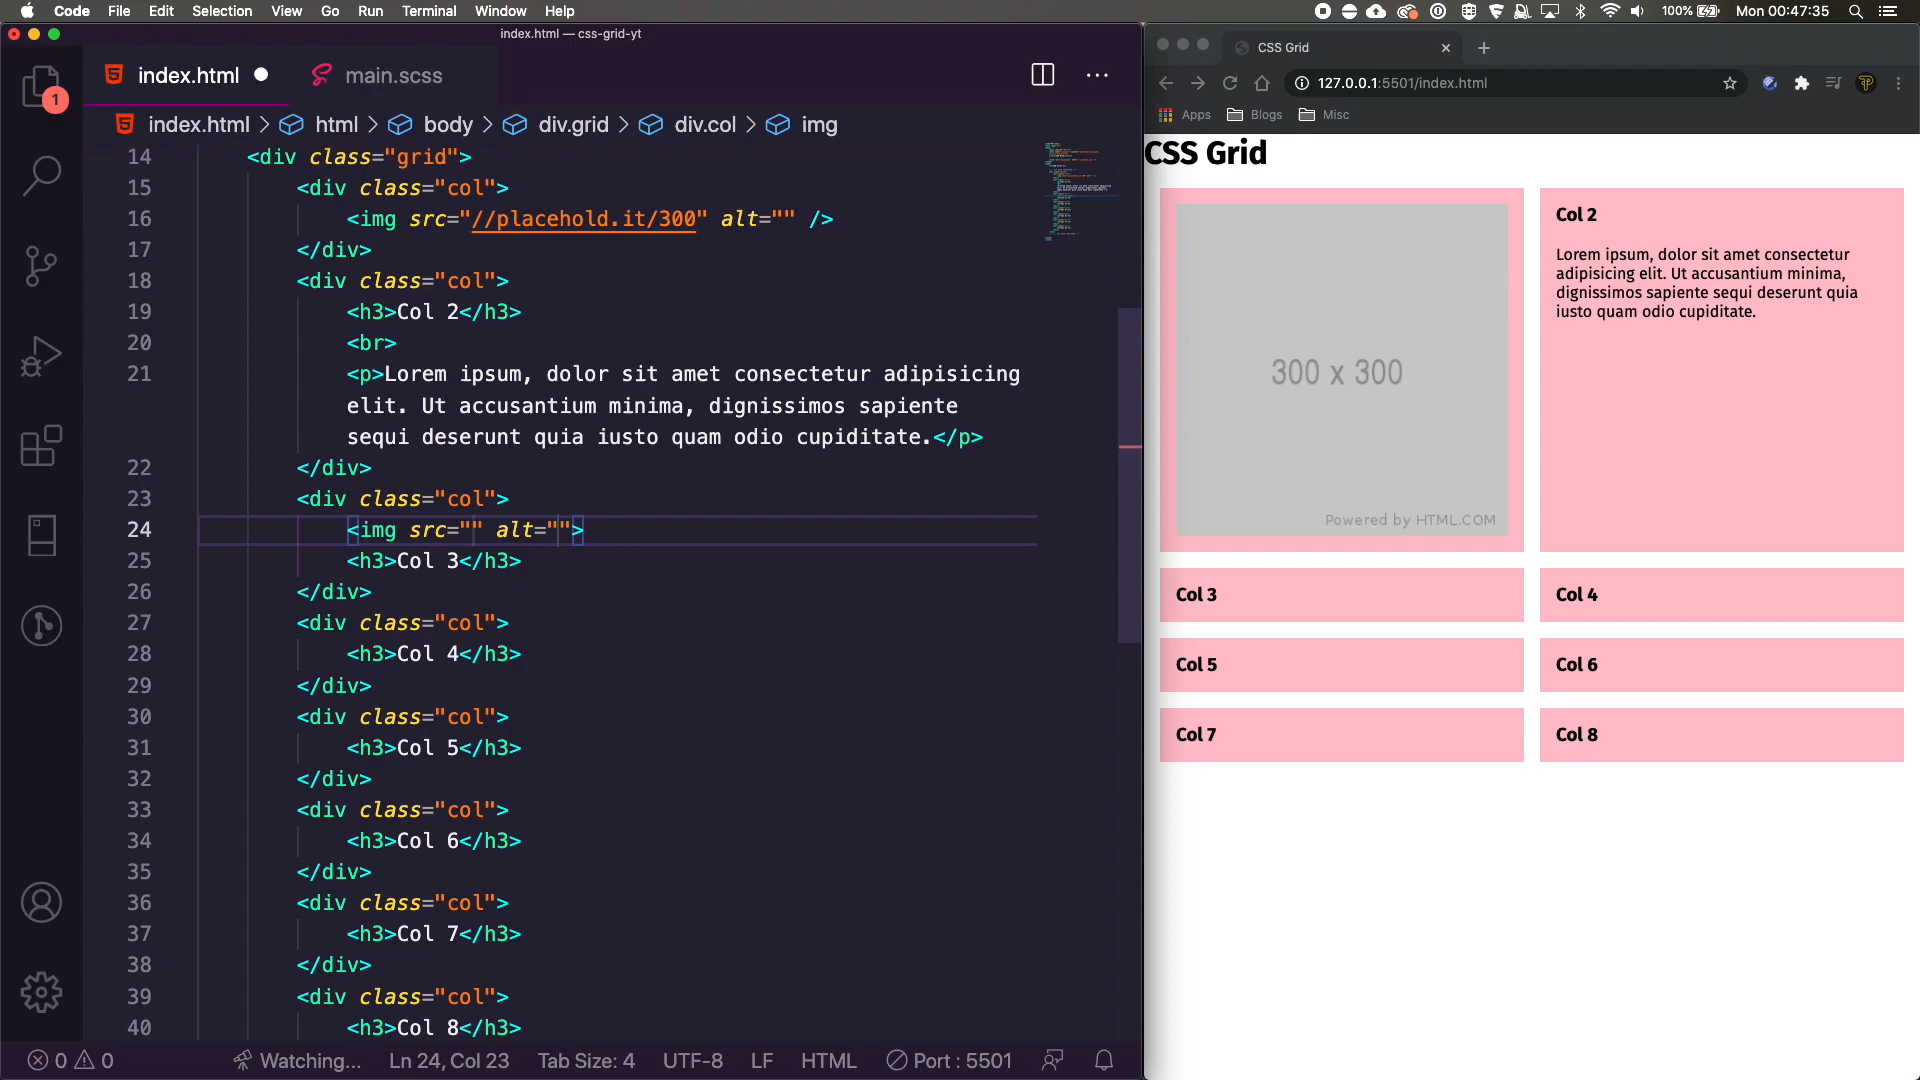 Code File Edit Selection View Go Run Terminal Window Help
100% Mon 00:47:35
index.html — css-grid-yt
index.html main.scss
1
index.html > html > body > div.grid > div.col > img
14 <div class="grid">
15 <div class="col">
16 <img src="//placehold.it/300" alt="" />
17 </div>
18 <div class="col">
19 <h3>Col 2</h3>
20 <br>
21 <p>Lorem ipsum, dolor sit amet consectetur adipisicing
elit. Ut accusantium minima, dignissimos sapiente
sequi deserunt quia iusto quam odio cupiditate.</p>
22 </div>
23 <div class="col">
24 <img src="" alt="">
25 <h3>Col 3</h3>
26 </div>
27 <div class="col">
28 <h3>Col 4</h3>
29 </div>
30 <div class="col">
31 <h3>Col 5</h3>
32 </div>
33 <div class="col">
34 <h3>Col 6</h3>
35 </div>
36 <div class="col">
37 <h3>Col 7</h3>
38 </div>
39 <div class="col">
40 <h3>Col 8</h3>
0 0 Watching... Ln 24, Col 23 Tab Size: 4 UTF-8 LF HTML Port : 5501
CSS Grid
127.0.0.1:5501/index.html
Apps Blogs Misc
CSS Grid
300 x 300
Powered by HTML.COM
Col 2
Lorem ipsum, dolor sit amet consectetur
adipisicing elit. Ut accusantium minima,
dignissimos sapiente sequi deserunt quia
iusto quam odio cupiditate.
Col 3
Col 4
Col 5
Col 6
Col 7
Col 8